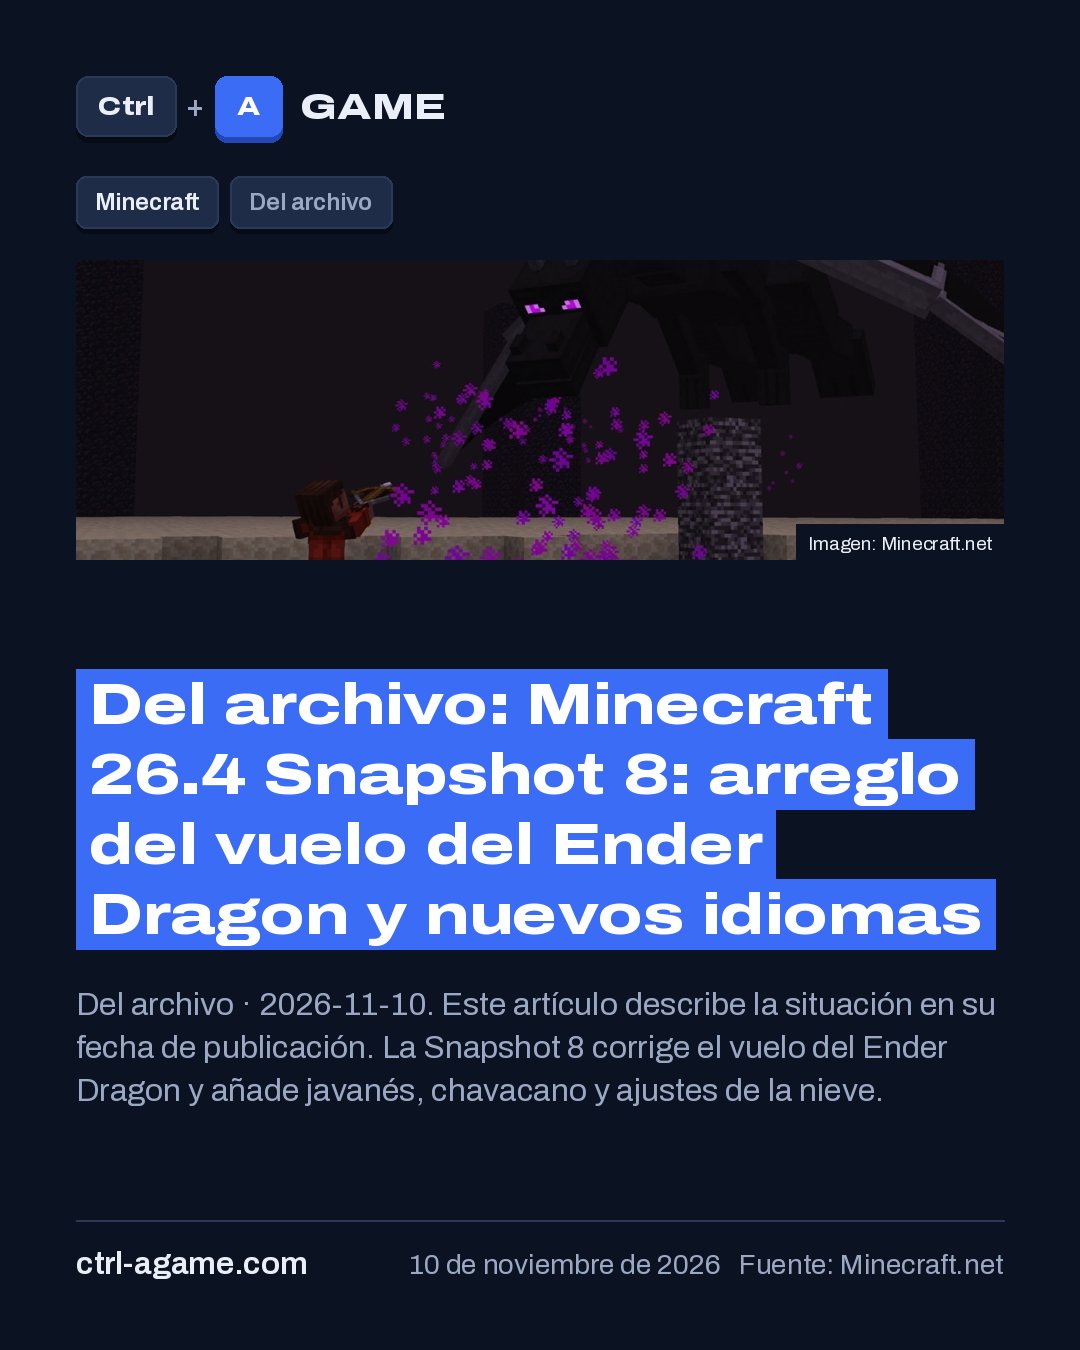 Ctrl + A GAME
Minecraft Del archivo
Imagen: Minecraft.net
Del archivo: Minecraft
26.4 Snapshot 8: arreglo
del vuelo del Ender
Dragon y nuevos idiomas
Del archivo · 2026-11-10. Este artículo describe la situación en su
fecha de publicación. La Snapshot 8 corrige el vuelo del Ender
Dragon y añade javanés, chavacano y ajustes de la nieve.
ctrl-agame.com 10 de noviembre de 2026 Fuente: Minecraft.net